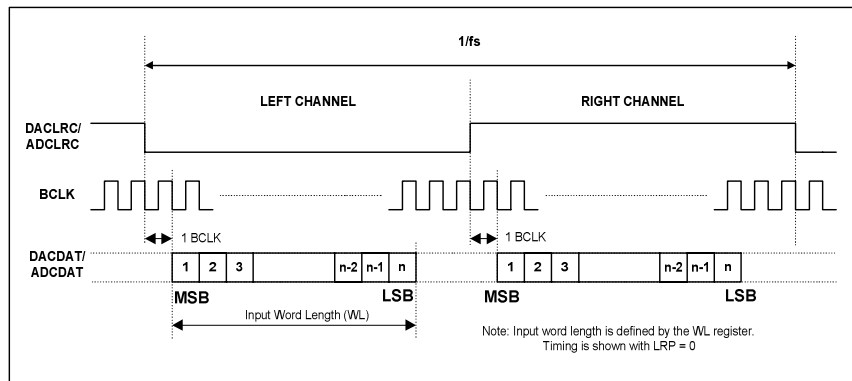 1/fs
LEFT CHANNEL
RIGHT CHANNEL
DACLRC/
ADCLRC
BCLK
1 BCLK
1 BCLK
DACDAT/
ADCDAT
1 2 3 n-2 n-1 n
1 2 3 n-2 n-1 n
MSB
LSB
MSB
LSB
Input Word Length (WL)
Note: Input word length is defined by the WL register.
Timing is shown with LRP = 0